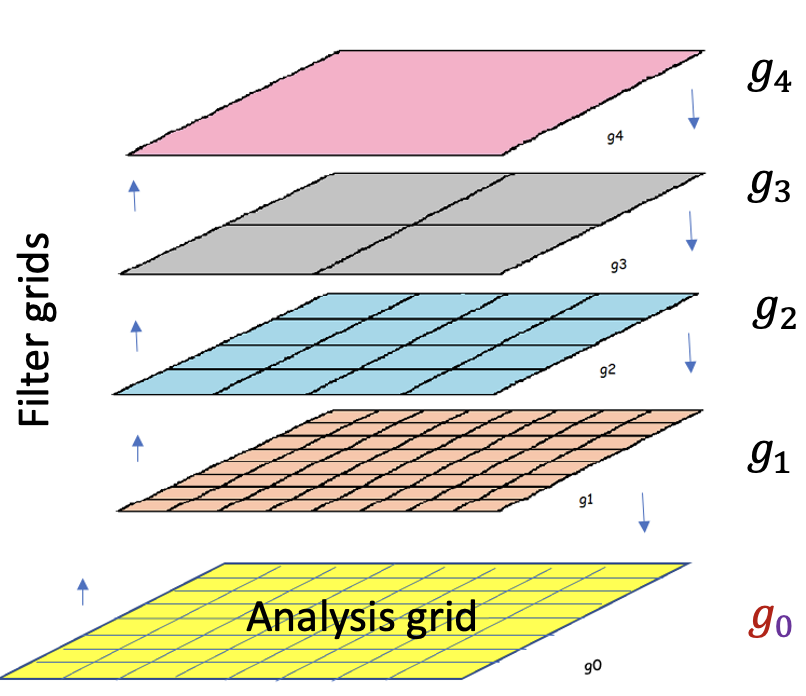 g₄
g4
g₃
g3
g₂
g2
Filter grids
g₁
g1
Analysis grid
g₀
g0